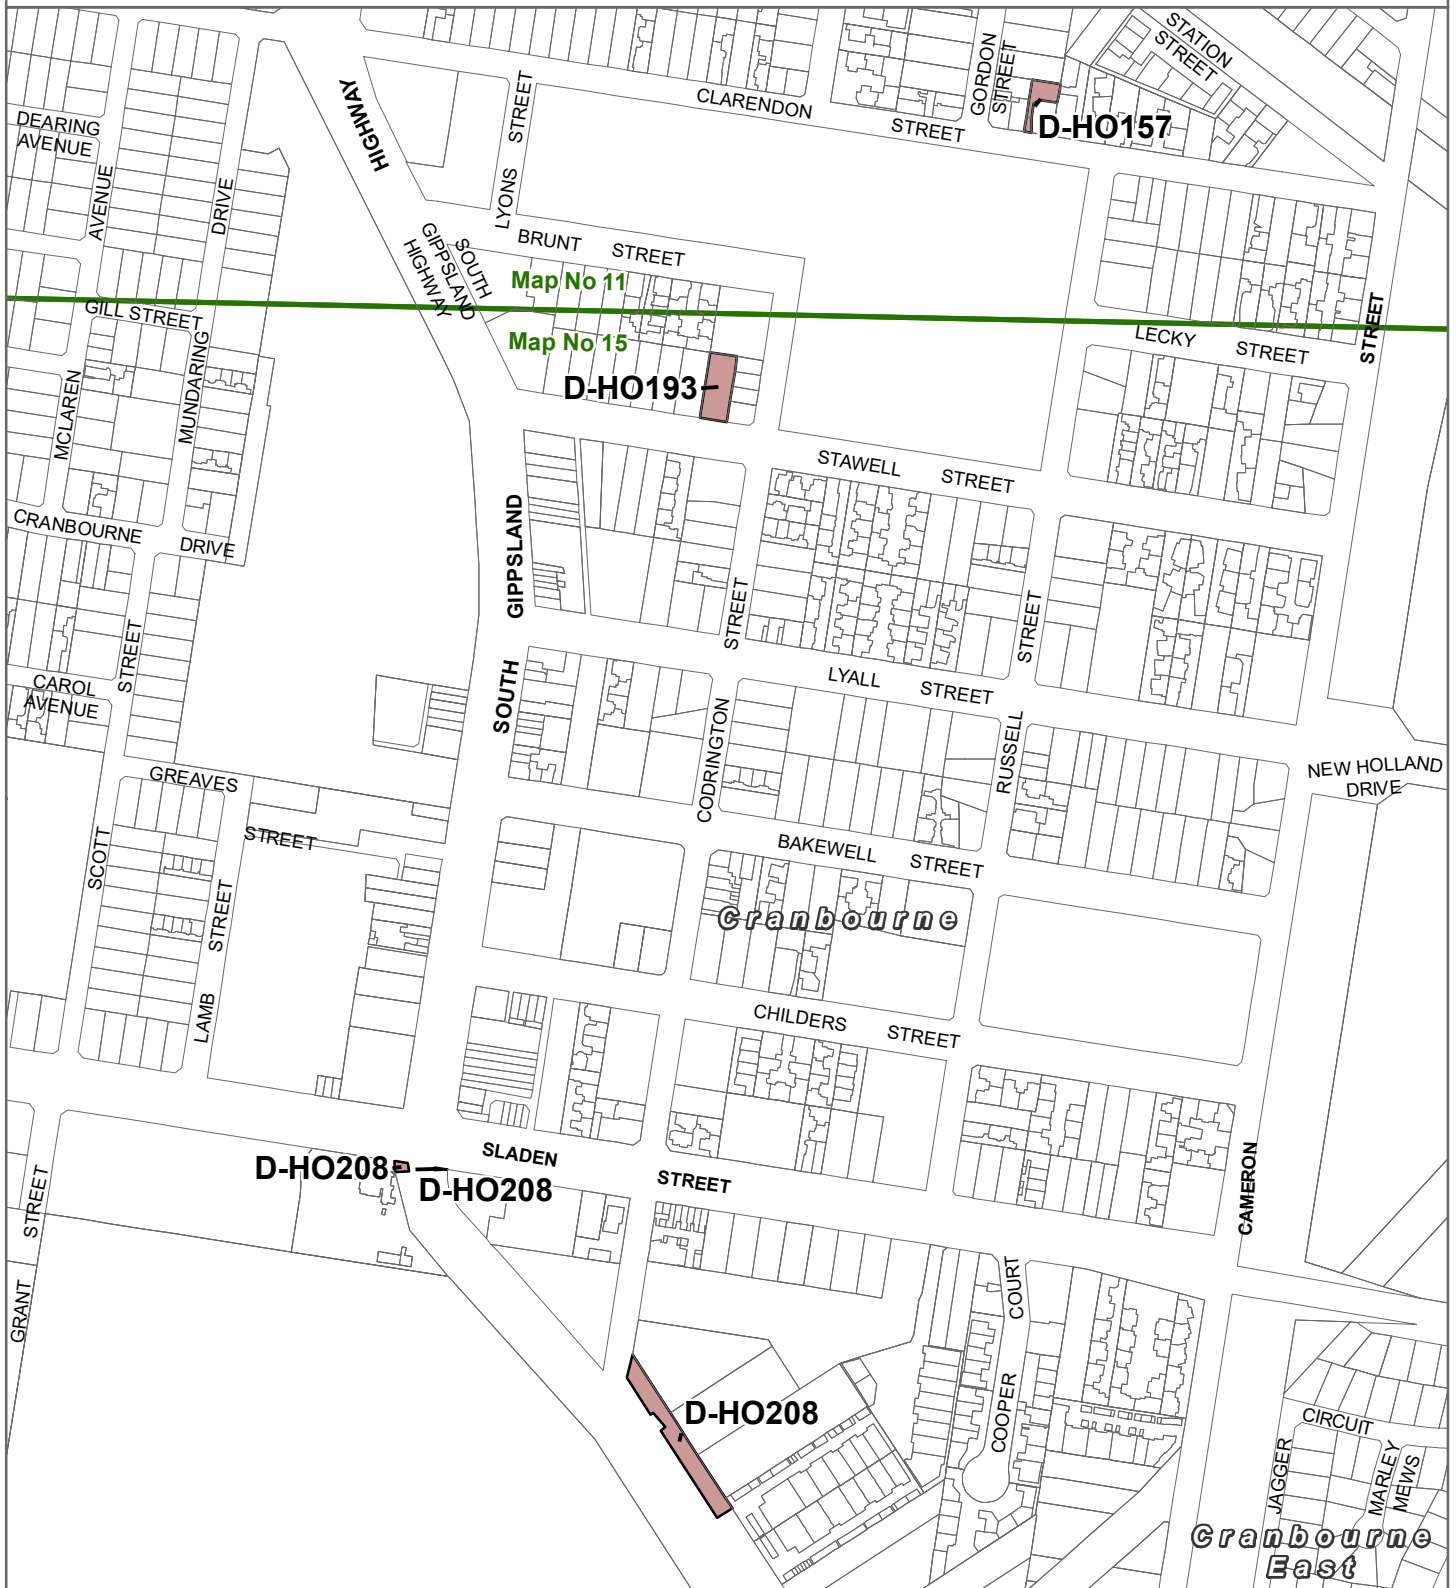 STATION
STREET
GORDON
STREET
CLARENDON
STREET
D-HO157
HIGHWAY
LYONS
STREET
DEARING
AVENUE
AVENUE
DRIVE
BRUNT
STREET
SOUTH
GIPPSLAND
HIGHWAY
Map No 11
Map No 15
GILL STREET
LECKY
STREET
STREET
MUNDARING
MCLAREN
D-HO193
STAWELL
STREET
CRANBOURNE
DRIVE
GIPPSLAND
STREET
STREET
STREET
SOUTH
LYALL
STREET
CAROL
AVENUE
CODRINGTON
RUSSELL
GREAVES
STREET
NEW HOLLAND
DRIVE
SCOTT
BAKEWELL
STREET
STREET
Cranbourne
LAMB
CHILDERS
STREET
SLADEN
STREET
D-HO208
D-HO208
STREET
CAMERON
GRANT
COURT
COOPER
D-HO208
CIRCUIT
JAGGER
MARLEY
MEWS
Cranbourne
East